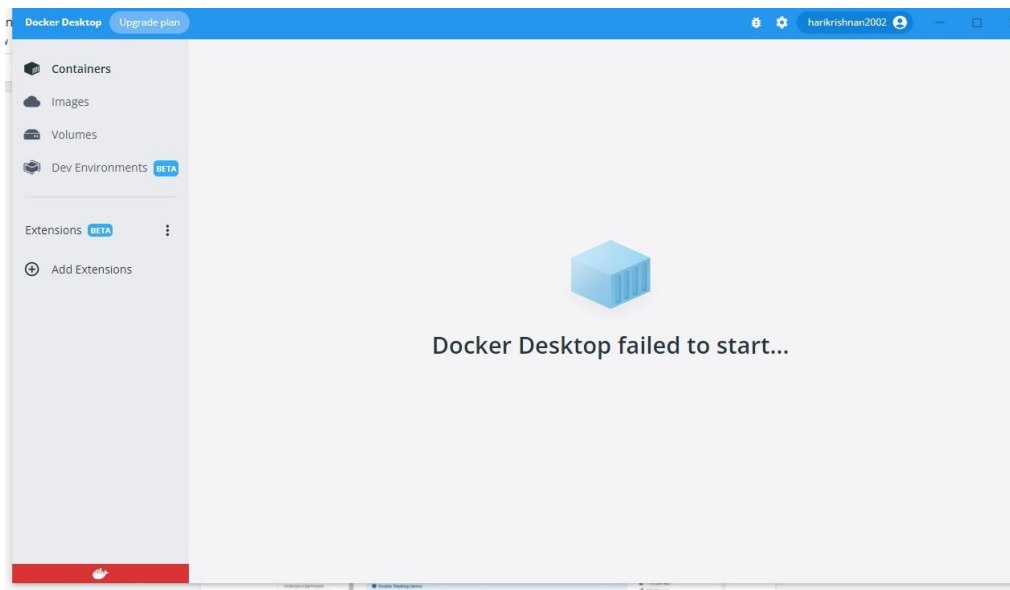 Docker Desktop
Upgrade plan
harikrishnan2002
Containers
Images
Volumes
Dev Environments BETA
Extensions BETA
Add Extensions
Docker Desktop failed to start...